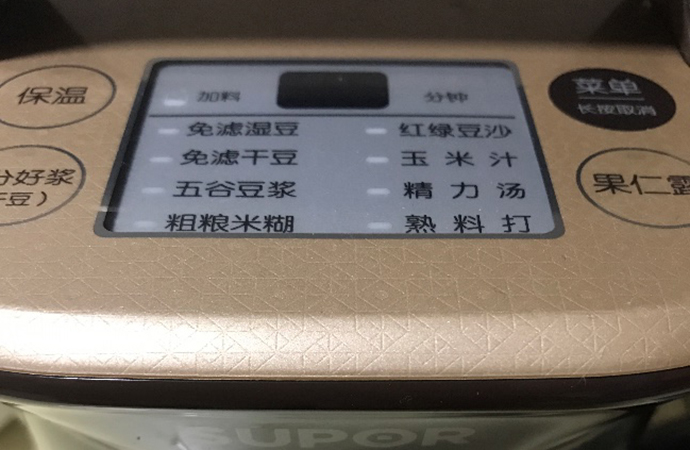 保温
加料 分钟
菜单
长按取消
免滤湿豆 红绿豆沙
免滤干豆 玉米汁
五谷豆浆 精力汤
粗粮米糊 熟料打
分好浆
干豆）
果仁露
SUPOR